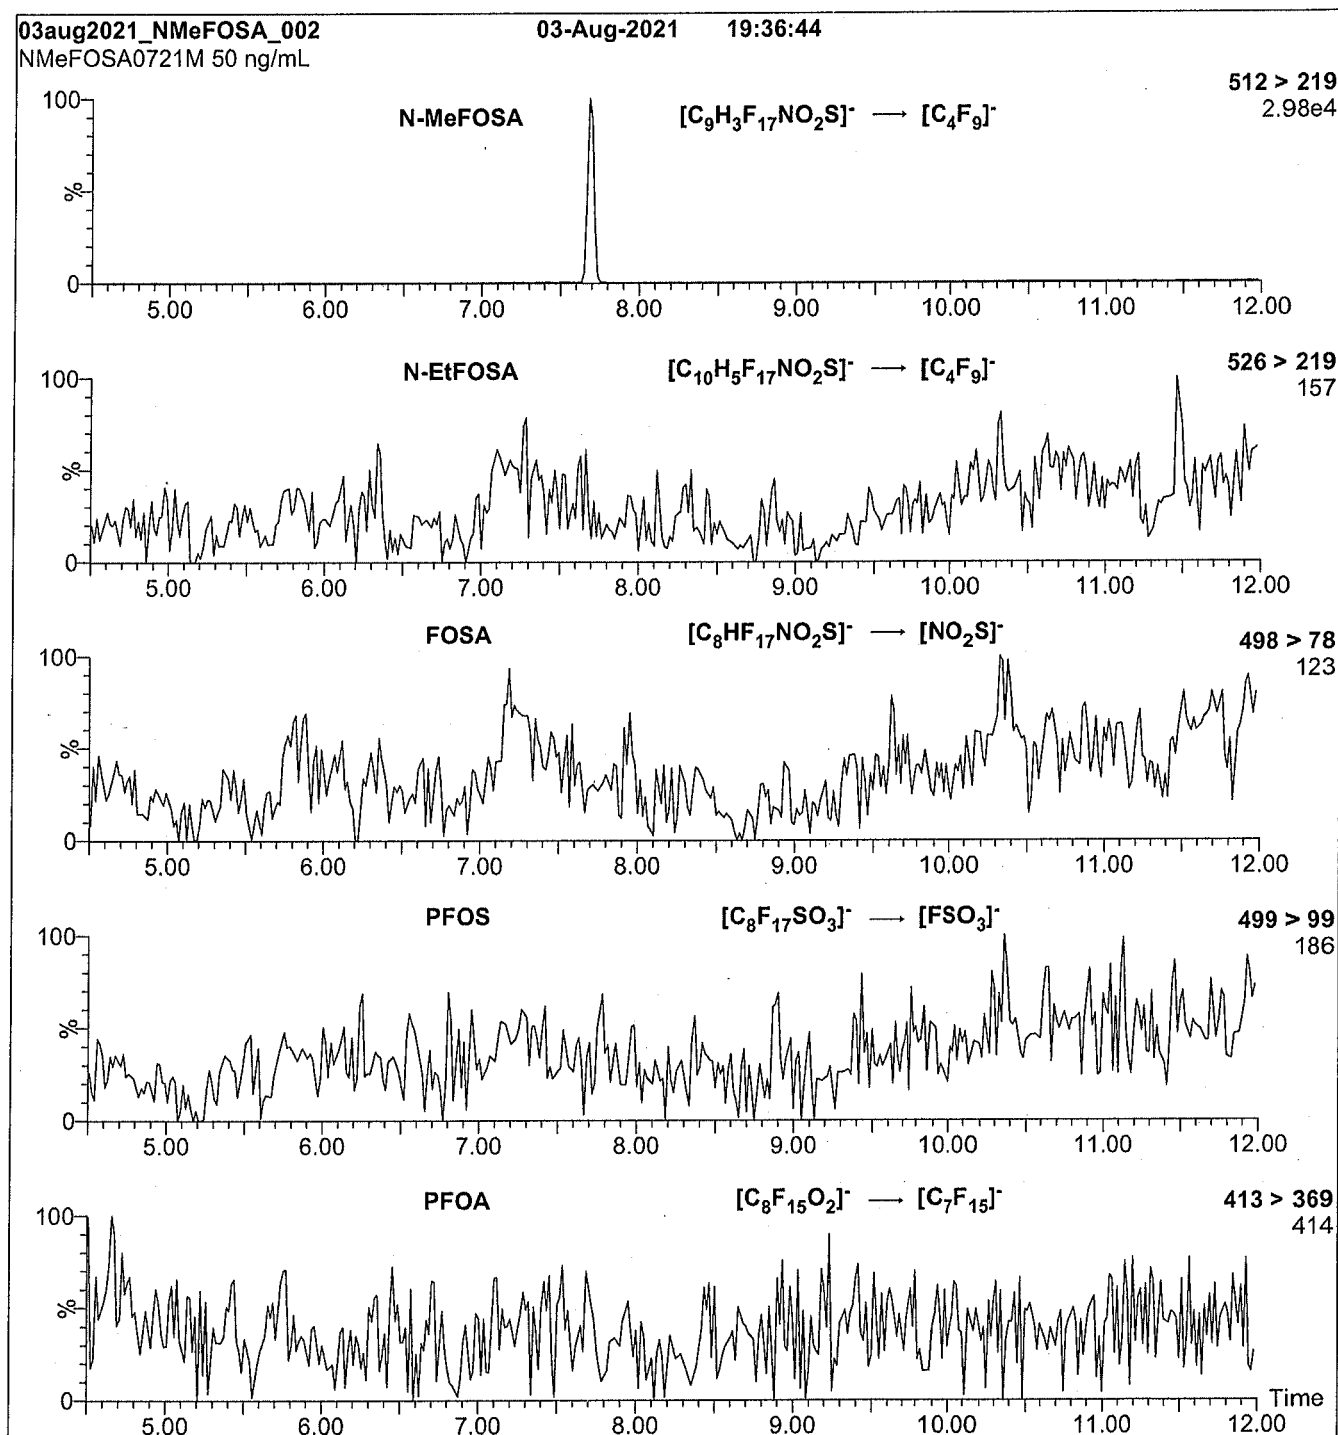 03aug2021_NMeFOSA_002 03-Aug-2021 19:36:44
NMeFOSA0721M 50 ng/mL
512 > 219
2.98e4
N-MeFOSA [C₉H₃F₁₇NO₂S]⁻ → [C₄F₉]⁻
100
%
0
5.00 6.00 7.00 8.00 9.00 10.00 11.00 12.00
526 > 219
157
N-EtFOSA [C₁₀H₅F₁₇NO₂S]⁻ → [C₄F₉]⁻
100
%
0
5.00 6.00 7.00 8.00 9.00 10.00 11.00 12.00
498 > 78
123
FOSA [C₈HF₁₇NO₂S]⁻ → [NO₂S]⁻
100
%
0
5.00 6.00 7.00 8.00 9.00 10.00 11.00 12.00
499 > 99
186
PFOS [C₈F₁₇SO₃]⁻ → [FSO₃]⁻
100
%
0
5.00 6.00 7.00 8.00 9.00 10.00 11.00 12.00
413 > 369
414
PFOA [C₈F₁₅O₂]⁻ → [C₇F₁₅]⁻
100
%
0
Time
5.00 6.00 7.00 8.00 9.00 10.00 11.00 12.00